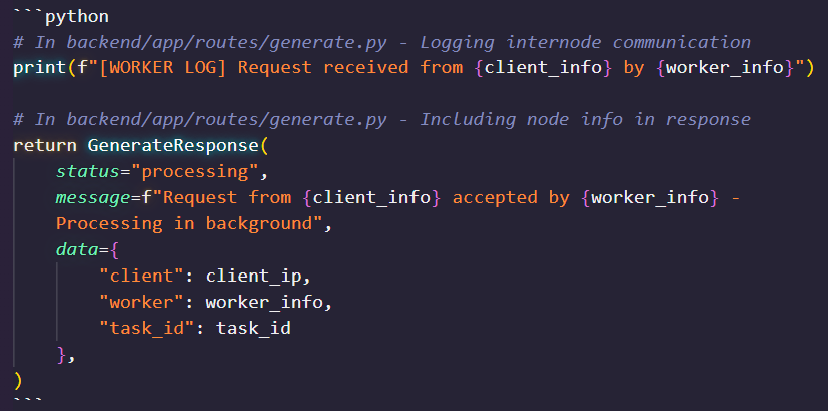 ```python
# In backend/app/routes/generate.py - Logging internode communication
print(f"[WORKER LOG] Request received from {client_info} by {worker_info}")
# In backend/app/routes/generate.py - Including node info in response
return GenerateResponse(
    status="processing",
    message=f"Request from {client_info} accepted by {worker_info} -
    Processing in background",
    data={
        "client": client_ip,
        "worker": worker_info,
        "task_id": task_id
    },
)
```